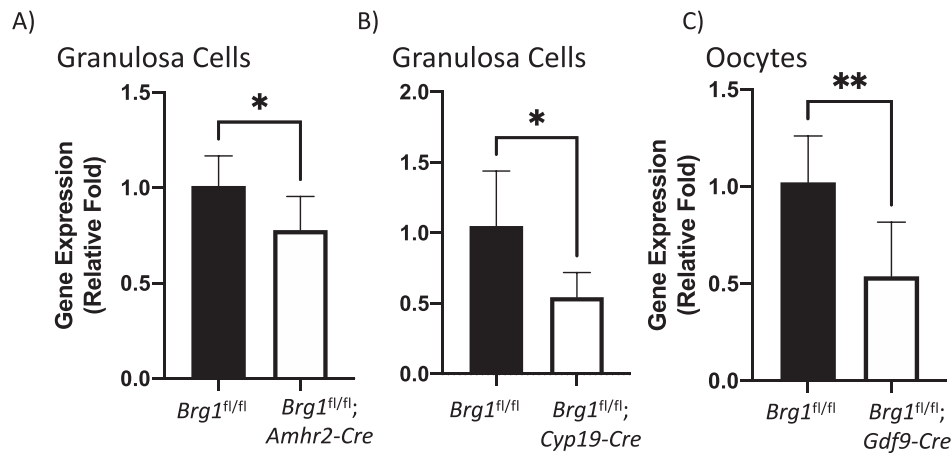 A)
Granulosa Cells
Gene Expression
(Relative Fold)
1.5
1.0
0.5
0.0
*
Brg1fl/fl
Brg1fl/fl;
Amhr2-Cre
B)
Granulosa Cells
2.0
1.5
1.0
0.5
0.0
*
Brg1fl/fl
Brg1fl/fl;
Cyp19-Cre
C)
Oocytes
Gene Expression
(Relative Fold)
1.5
1.0
0.5
0.0
**
Brg1fl/fl
Brg1fl/fl;
Gdf9-Cre